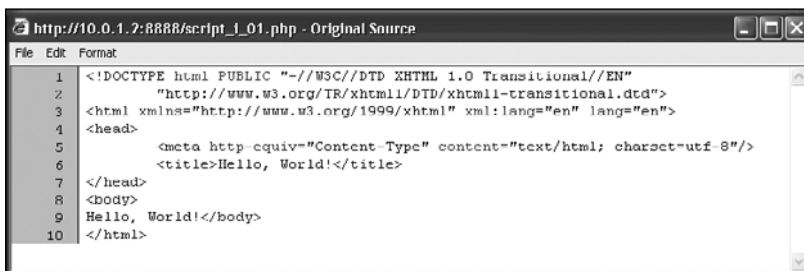 http://10.0.1.2:8888/script_i_01.php - Original Source
File Edit Format
1 <!DOCTYPE html PUBLIC "-//W3C//DTD XHTML 1.0 Transitional//EN"
2 "http://www.w3.org/TR/xhtml1/DTD/xhtml1-transitional.dtd">
3 <html xmlns="http://www.w3.org/1999/xhtml" xml:lang="en" lang="en">
4 <head>
5 <meta http-equiv="Content-Type" content="text/html; charset=utf-8"/>
6 <title>Hello, World!</title>
7 </head>
8 <body>
9 Hello, World!</body>
10 </html>